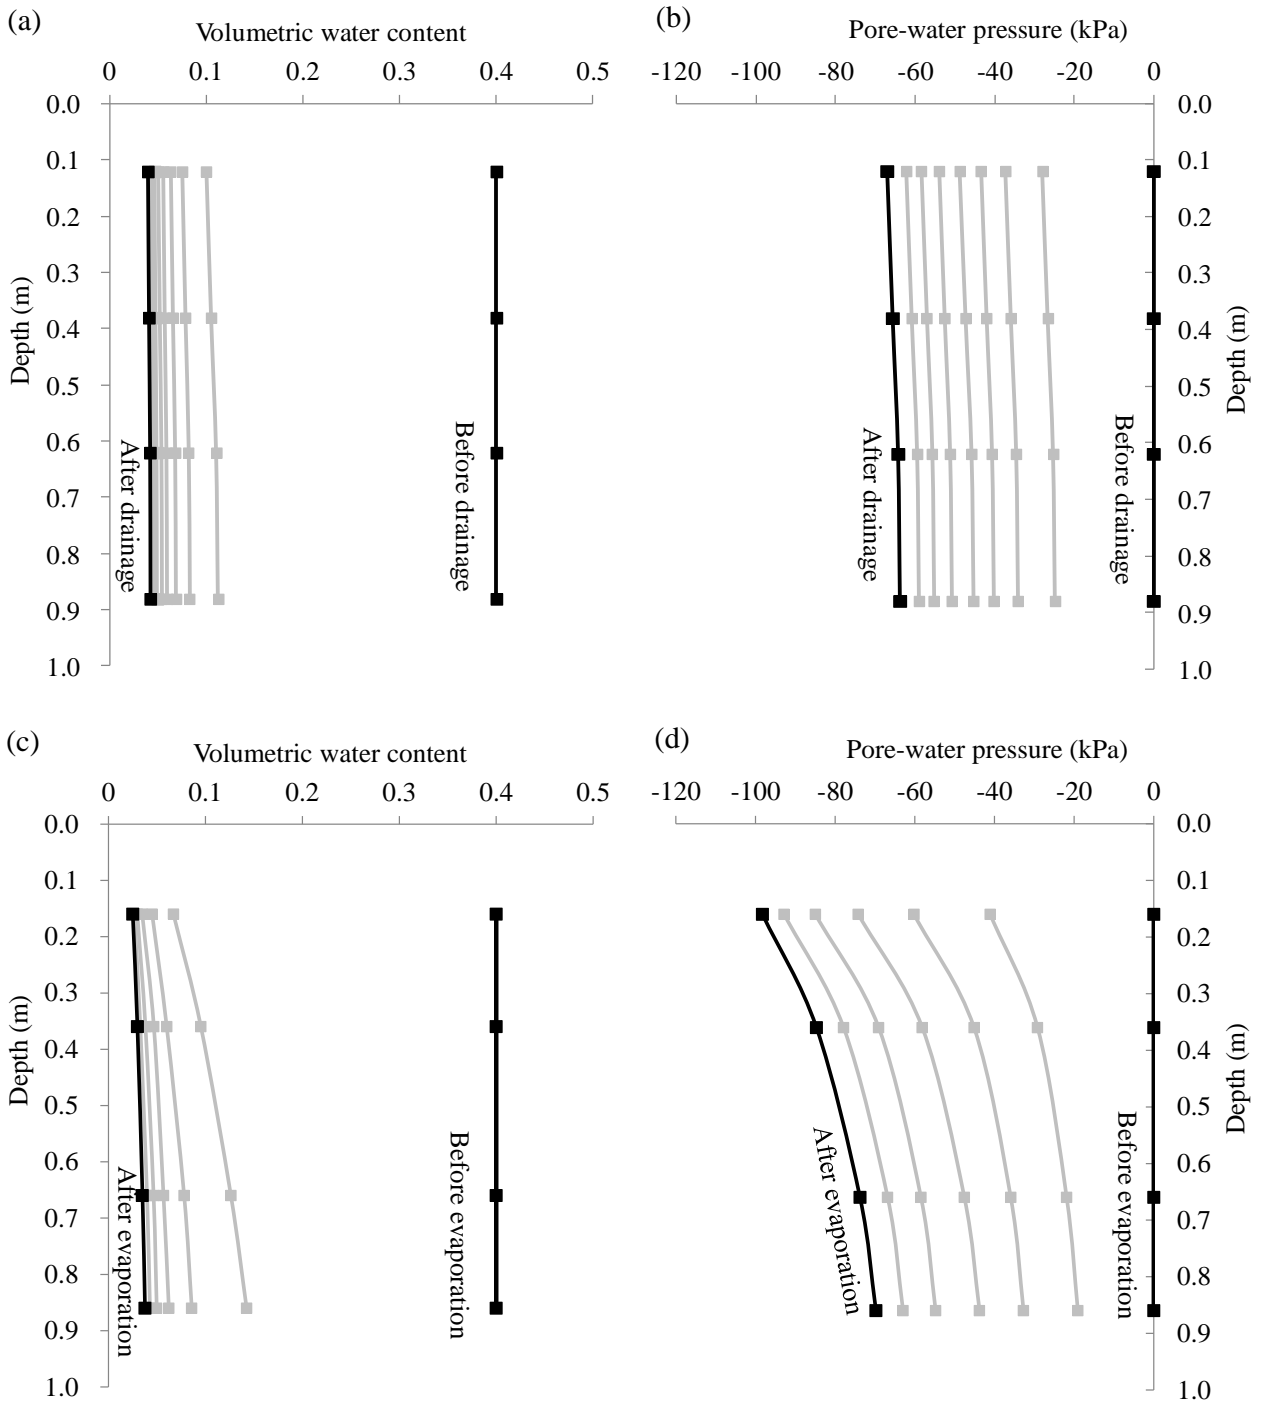 (a)
Volumetric water content
0 0.1 0.2 0.3 0.4 0.5
0.0
0.1
0.2
0.3
0.4
0.5
0.6
0.7
0.8
0.9
1.0
Depth (m)
After drainage
Before drainage
(b)
Pore-water pressure (kPa)
-120 -100 -80 -60 -40 -20 0
0.0
0.1
0.2
0.3
0.4
0.5
0.6
0.7
0.8
0.9
1.0
Depth (m)
After drainage
Before drainage
(c)
Volumetric water content
0 0.1 0.2 0.3 0.4 0.5
0.0
0.1
0.2
0.3
0.4
0.5
0.6
0.7
0.8
0.9
1.0
Depth (m)
After evaporation
Before evaporation
(d)
Pore-water pressure (kPa)
-120 -100 -80 -60 -40 -20 0
0.0
0.1
0.2
0.3
0.4
0.5
0.6
0.7
0.8
0.9
1.0
Depth (m)
After evaporation
Before evaporation